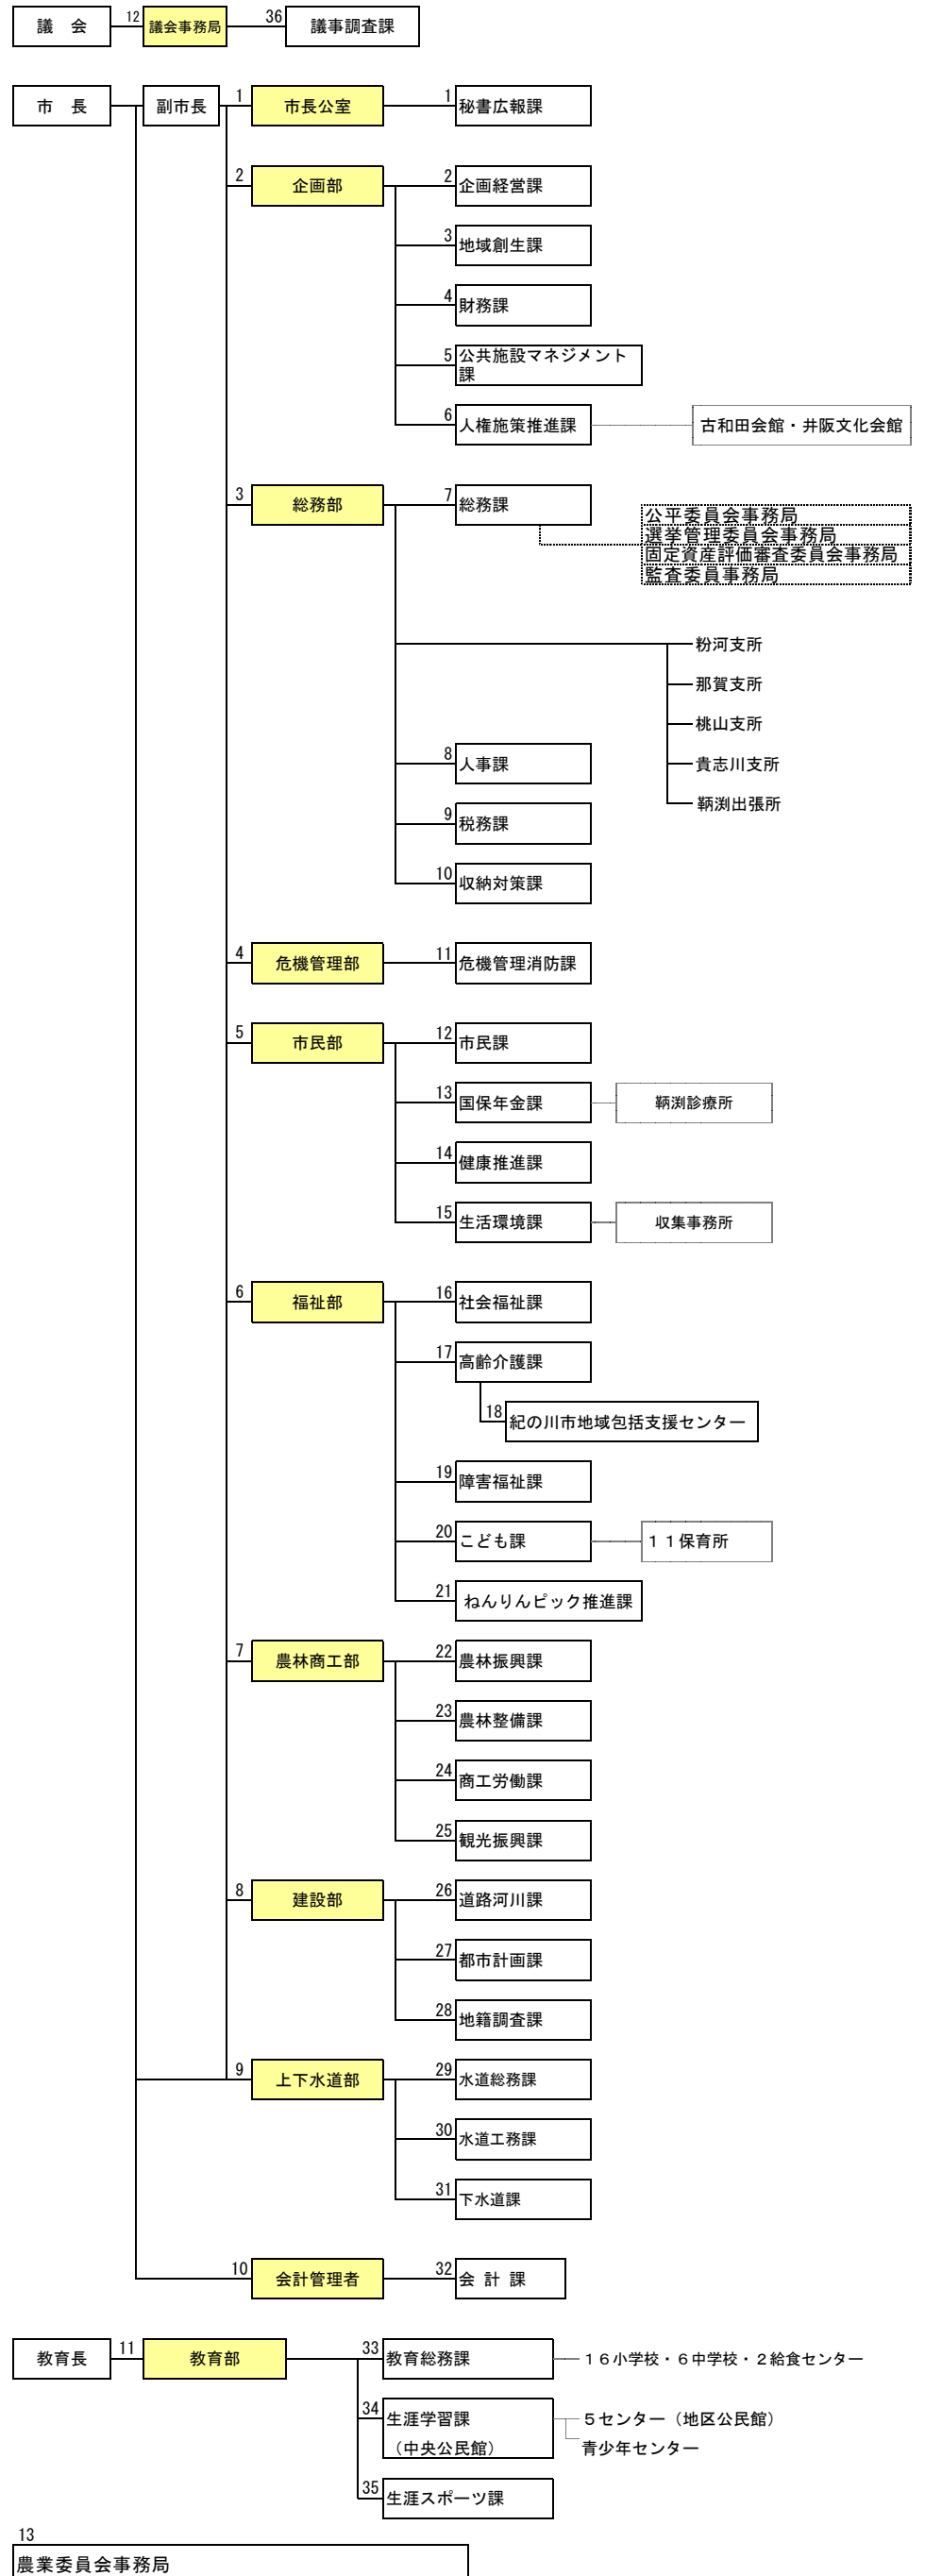 議　会 12 議会事務局 36 議事調査課
市　長 副市長 1 市長公室 1 秘書広報課
2 企画部 2 企画経営課
3 地域創生課
4 財務課
5 公共施設マネジメント
課
6 人権施策推進課 古和田会館・井阪文化会館
3 総務部 7 総務課
公平委員会事務局
選挙管理委員会事務局
固定資産評価審査委員会事務局
監査委員事務局
粉河支所
那賀支所
桃山支所
8 人事課 貴志川支所
鞆渕出張所
9 税務課
10 収納対策課
4 危機管理部 11 危機管理消防課
5 市民部 12 市民課
13 国保年金課 鞆渕診療所
14 健康推進課
15 生活環境課 収集事務所
6 福祉部 16 社会福祉課
17 高齢介護課
18 紀の川市地域包括支援センター
19 障害福祉課
20 こども課 １１保育所
21 ねんりんピック推進課
7 農林商工部 22 農林振興課
23 農林整備課
24 商工労働課
25 観光振興課
8 建設部 26 道路河川課
27 都市計画課
28 地籍調査課
9 上下水道部 29 水道総務課
30 水道工務課
31 下水道課
10 会計管理者 32 会 計 課
教育長 11 教育部 33 教育総務課 １６小学校・６中学校・２給食センター
34 生涯学習課 ５センター（地区公民館）
（中央公民館） 青少年センター
35 生涯スポーツ課
13
農業委員会事務局